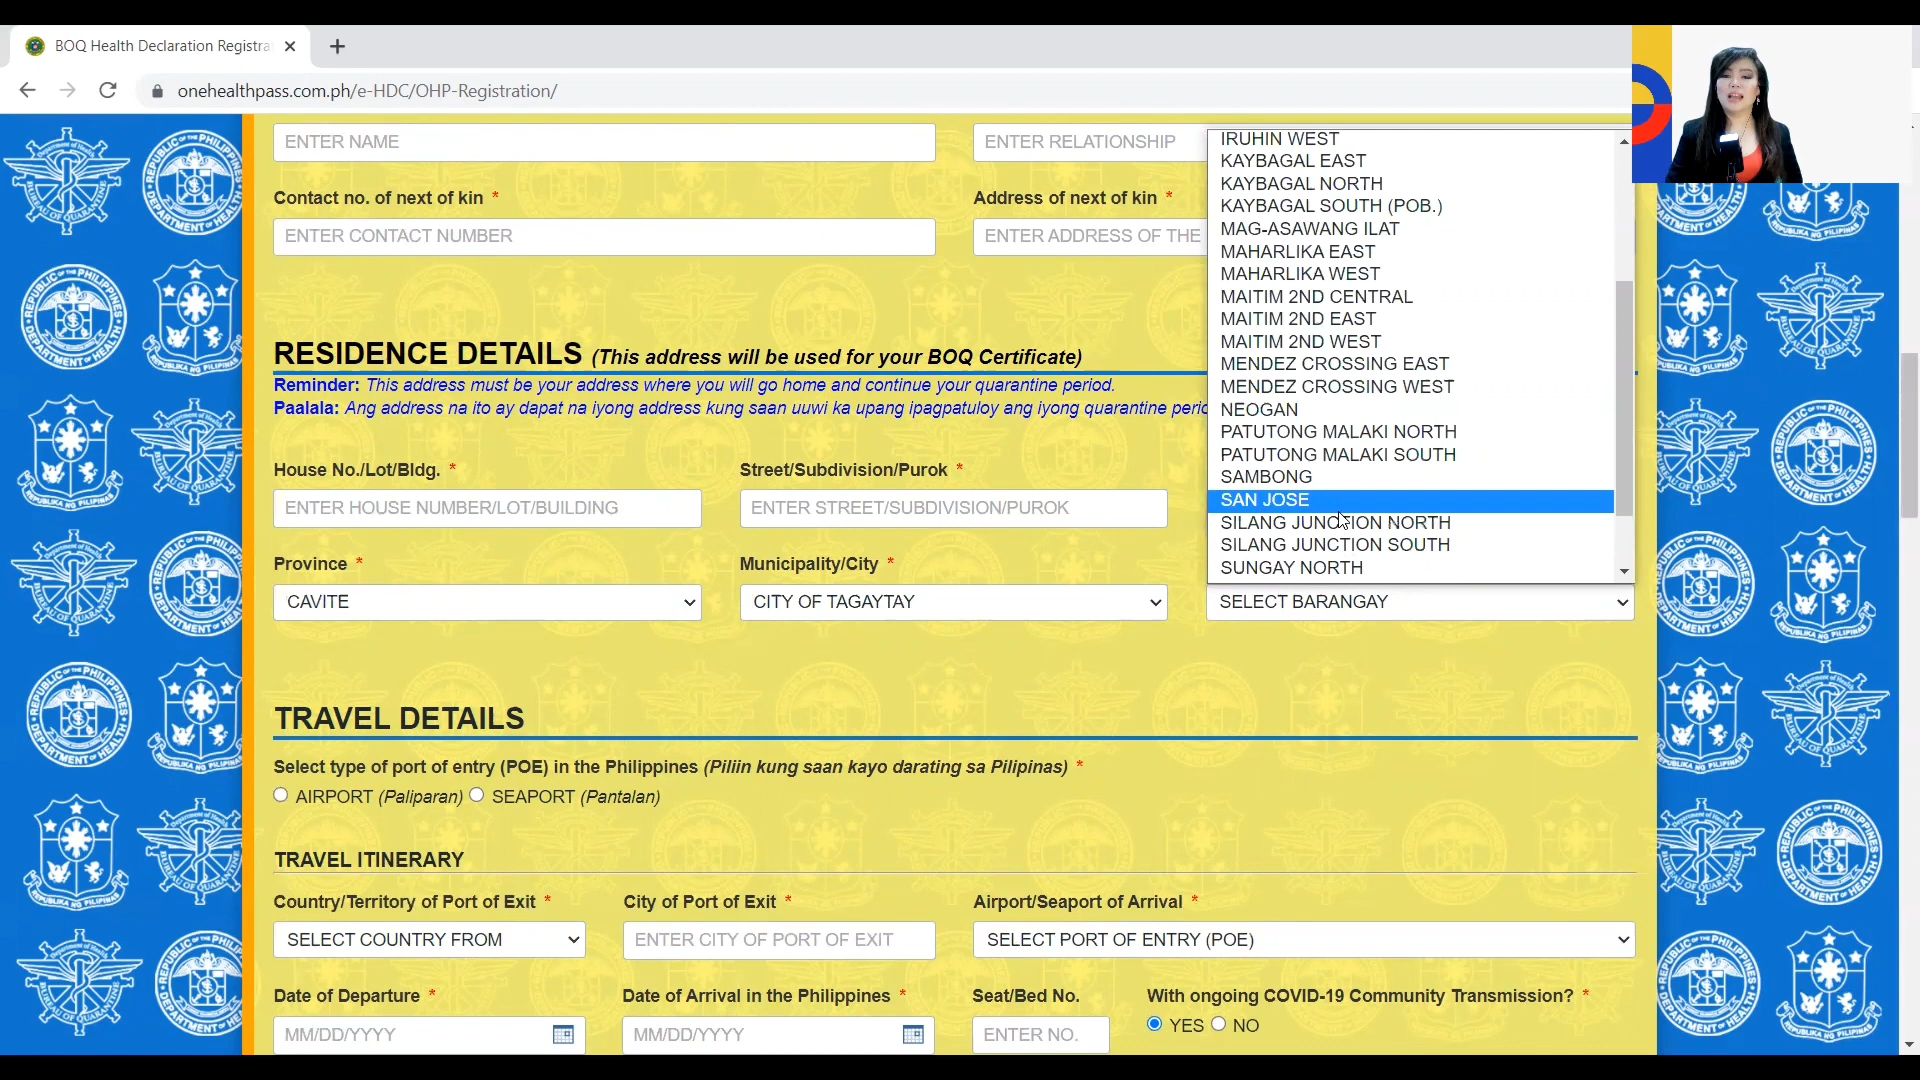 BOQ Health Declaration Registra
onehealthpass.com.ph/e-HDC/OHP-Registration/
ENTER NAME
ENTER RELATIONSHIP
Contact no. of next of kin *
Address of next of kin *
ENTER CONTACT NUMBER
ENTER ADDRESS OF THE
IRUHIN WEST
KAYBAGAL EAST
KAYBAGAL NORTH
KAYBAGAL SOUTH (POB.)
MAG-ASAWANG ILAT
MAHARLIKA EAST
MAHARLIKA WEST
MAITIM 2ND CENTRAL
MAITIM 2ND EAST
MAITIM 2ND WEST
MENDEZ CROSSING EAST
MENDEZ CROSSING WEST
NEOGAN
PATUTONG MALAKI NORTH
PATUTONG MALAKI SOUTH
SAMBONG
SAN JOSE
SILANG JUNCTION NORTH
SILANG JUNCTION SOUTH
SUNGAY NORTH
RESIDENCE DETAILS (This address will be used for your BOQ Certificate)
Reminder: This address must be your address where you will go home and continue your quarantine period.
Paalala: Ang address na ito ay dapat na iyong address kung saan uuwi ka upang ipagpatuloy ang iyong quarantine
House No./Lot/Bldg. *
Street/Subdivision/Purok *
ENTER HOUSE NUMBER/LOT/BUILDING
ENTER STREET/SUBDIVISION/PUROK
Province *
Municipality/City *
CAVITE
CITY OF TAGAYTAY
SELECT BARANGAY
TRAVEL DETAILS
Select type of port of entry (POE) in the Philippines (Piliin kung saan kayo darating sa Pilipinas) *
AIRPORT (Paliparan) SEAPORT (Pantalan)
TRAVEL ITINERARY
Country/Territory of Port of Exit *
City of Port of Exit *
Airport/Seaport of Arrival *
SELECT COUNTRY FROM
ENTER CITY OF PORT OF EXIT
SELECT PORT OF ENTRY (POE)
Date of Departure *
Date of Arrival in the Philippines *
Seat/Bed No.
With ongoing COVID-19 Community Transmission? *
MM/DD/YYYY
MM/DD/YYYY
ENTER NO.
YES NO